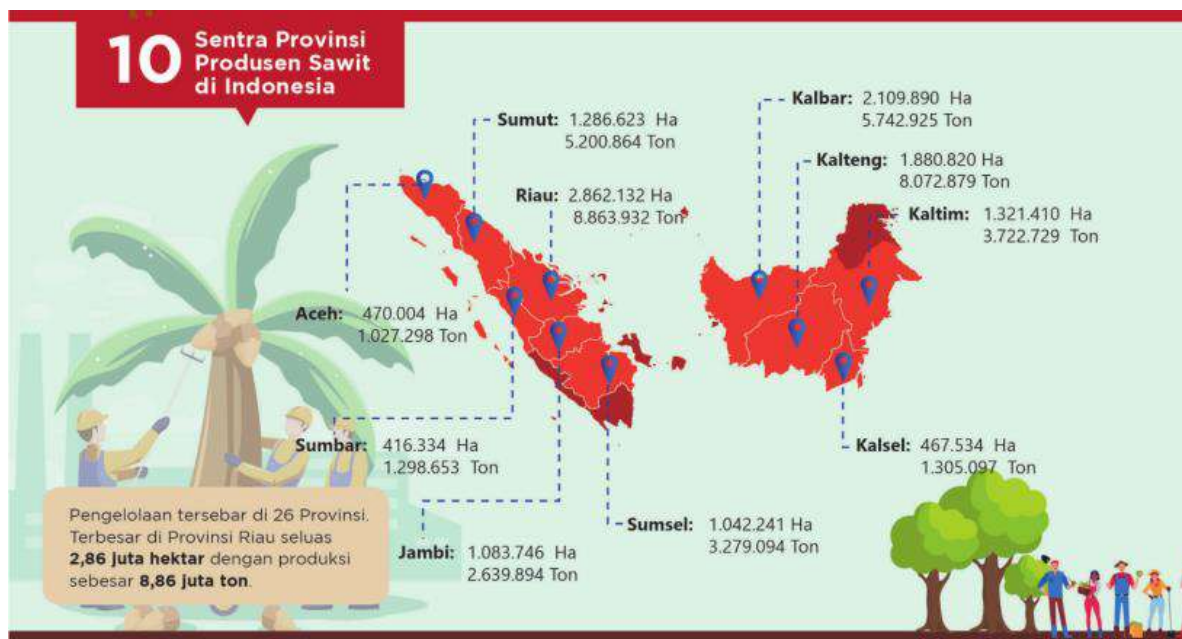 10
Sentra Provinsi
Produsen Sawit
di Indonesia
Sumut: 1.286.623 Ha
5.200.864 Ton
Riau: 2.862.132 Ha
8.863.932 Ton
Kalbar: 2.109.890 Ha
5.742.925 Ton
Kalteng: 1.880.820 Ha
8.072.879 Ton
Kaltim: 1.321.410 Ha
3.722.729 Ton
Aceh: 470.004 Ha
1.027.298 Ton
Sumbar: 416.334 Ha
1.298.653 Ton
Kalsel: 467.534 Ha
1.305.097 Ton
Jambi: 1.083.746 Ha
2.639.894 Ton
Sumsel: 1.042.241 Ha
3.279.094 Ton
Pengelolaan tersebar di 26 Provinsi.
Terbesar di Provinsi Riau seluas
2,86 juta hektar dengan produksi
sebesar 8,86 juta ton.